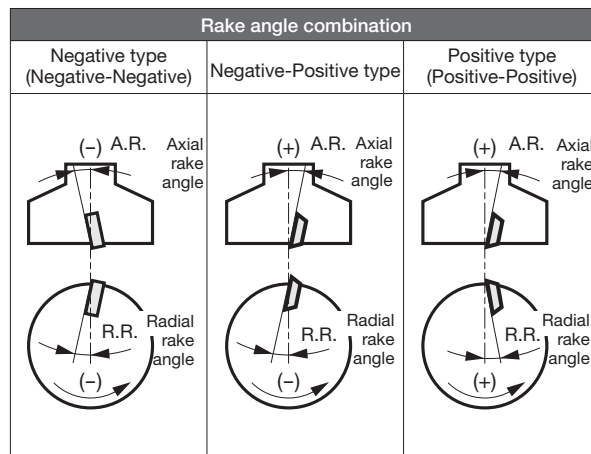 Rake angle combination
Negative type
(Negative-Negative)
Negative-Positive type
Positive type
(Positive-Positive)
(-) A.R. Axial
rake
angle
(+) A.R. Axial
rake
angle
(+) A.R. Axial
rake
angle
R.R. Radial
rake
angle
(-)
R.R. Radial
rake
angle
(-)
R.R. Radial
rake
angle
(+)